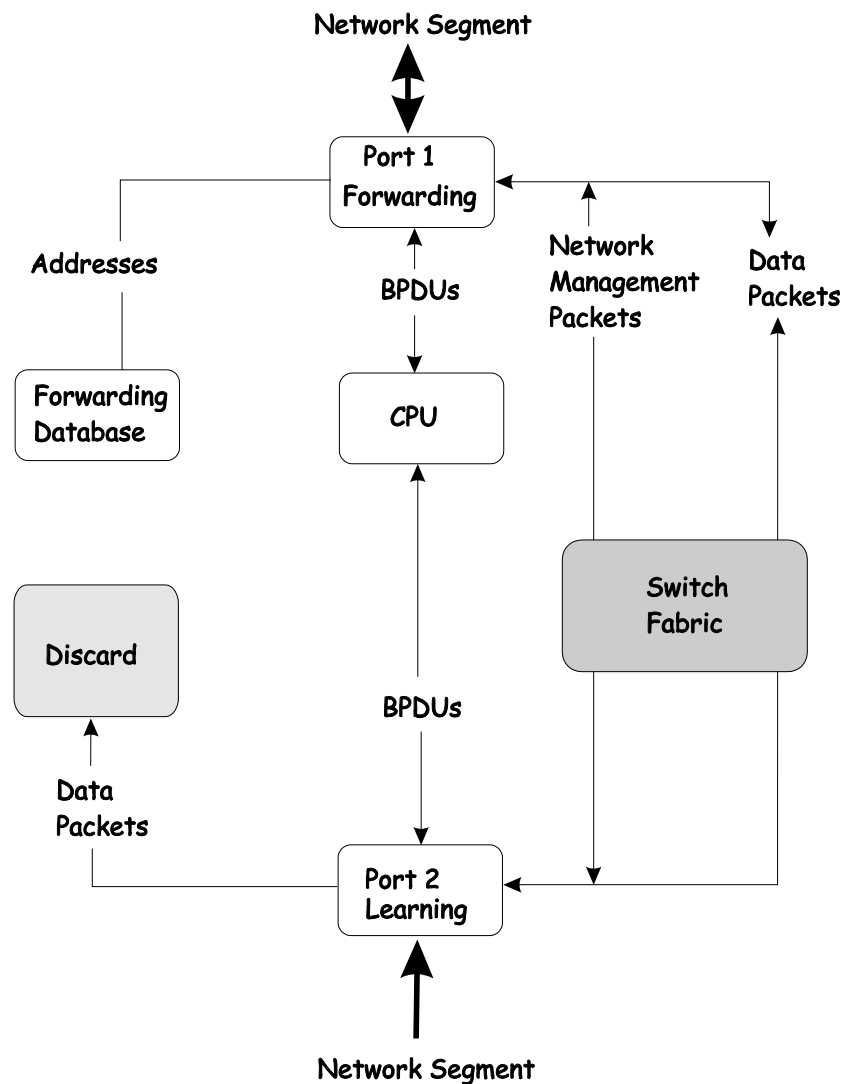 Network Segment
Port 1
Forwarding
Addresses
BPDUs
Network
Management
Packets
Data
Packets
Forwarding
Database
CPU
Switch
Fabric
Discard
BPDUs
Data
Packets
Port 2
Learning
Network Segment